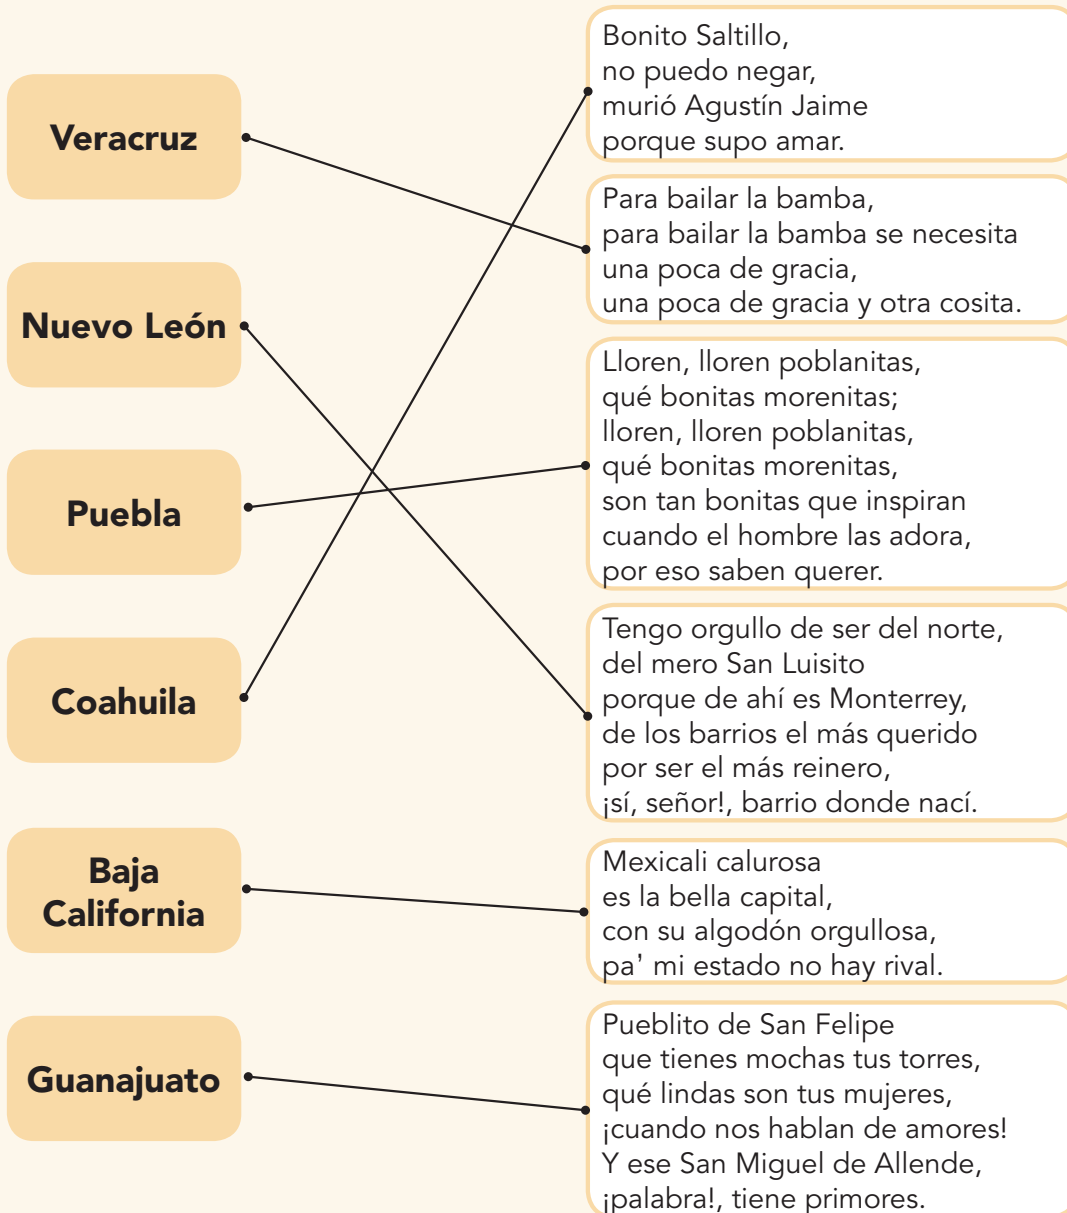 Veracruz
Nuevo León
Puebla
Coahuila
Baja
California
Guanajuato
Bonito Saltillo,
no puedo negar,
murió Agustín Jaime
porque supo amar.
Para bailar la bamba,
para bailar la bamba se necesita
una poca de gracia,
una poca de gracia y otra cosita.
Lloren, lloren poblanitas,
qué bonitas morenitas;
lloren, lloren poblanitas,
qué bonitas morenitas,
son tan bonitas que inspiran
cuando el hombre las adora,
por eso saben querer.
Tengo orgullo de ser del norte,
del mero San Luisito
porque de ahí es Monterrey,
de los barrios el más querido
por ser el más reinero,
¡sí, señor!, barrio donde nací.
Mexicali calurosa
es la bella capital,
con su algodón orgullosa,
pa' mi estado no hay rival.
Pueblito de San Felipe
que tienes mochas tus torres,
qué lindas son tus mujeres,
¡cuando nos hablan de amores!
Y ese San Miguel de Allende,
¡palabra!, tiene primores.